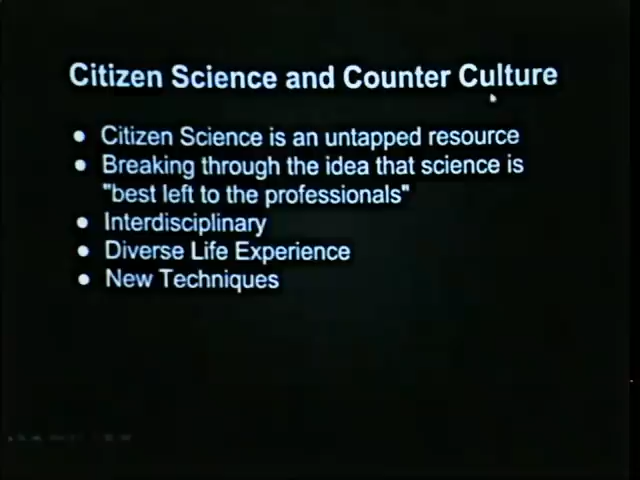 Citizen Science and Counter Culture
● Citizen Science is an untapped resource
● Breaking through the idea that science is
"best left to the professionals"
● Interdisciplinary
● Diverse Life Experience
● New Techniques